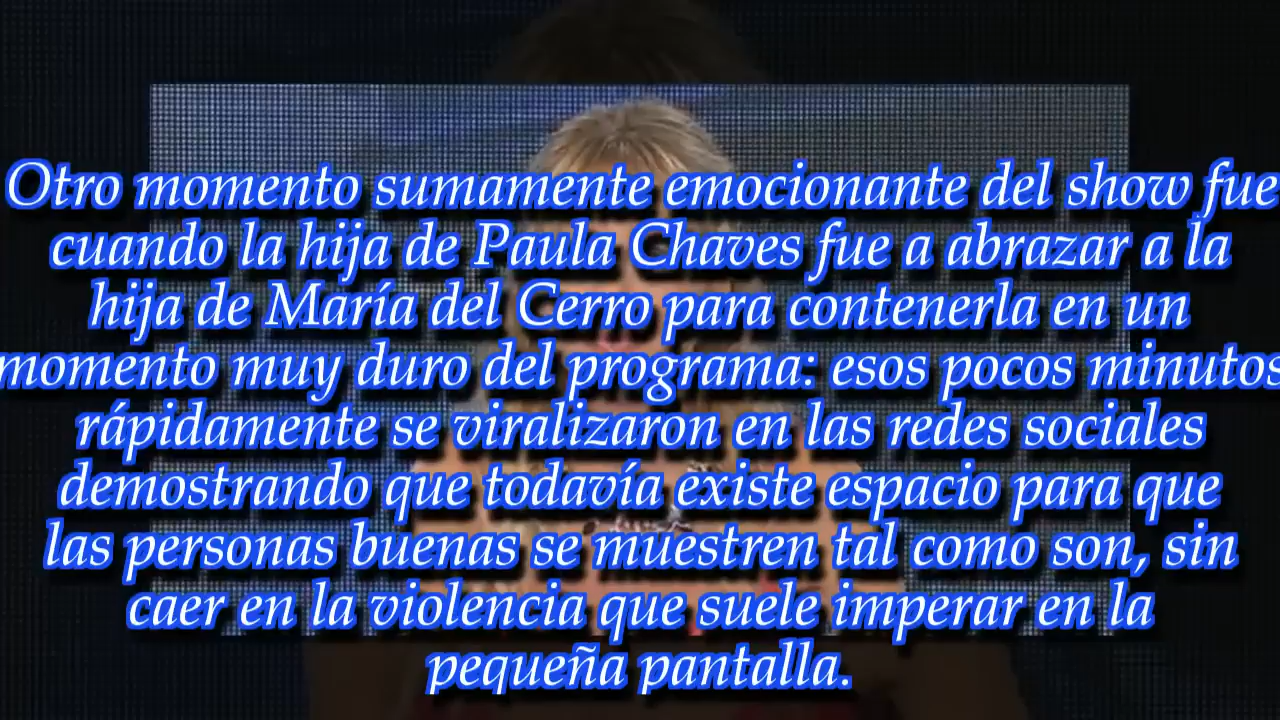 Otro momento sumamente emocionante del show fue
cuando la hija de Paula Chaves fue a abrazar a la
hija de María del Cerro para contenerla en un
momento muy duro del programa: esos pocos minutos
rápidamente se viralizaron en las redes sociales
demostrando que todavía existe espacio para que
las personas buenas se muestren tal como son, sin
caer en la violencia que suele imperar en la
pequeña pantalla.